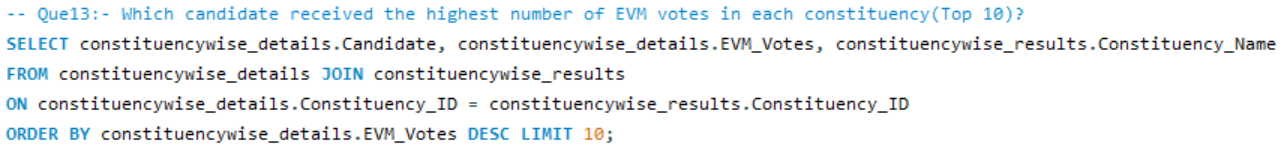 -- Que13:- Which candidate received the highest number of EVM votes in each constituency(Top 10)?
SELECT constituencywise_details.Candidate, constituencywise_details.EVM_Votes, constituencywise_results.Constituency_Name
FROM constituencywise_details JOIN constituencywise_results
ON constituencywise_details.Constituency_ID = constituencywise_results.Constituency_ID
ORDER BY constituencywise_details.EVM_Votes DESC LIMIT 10;